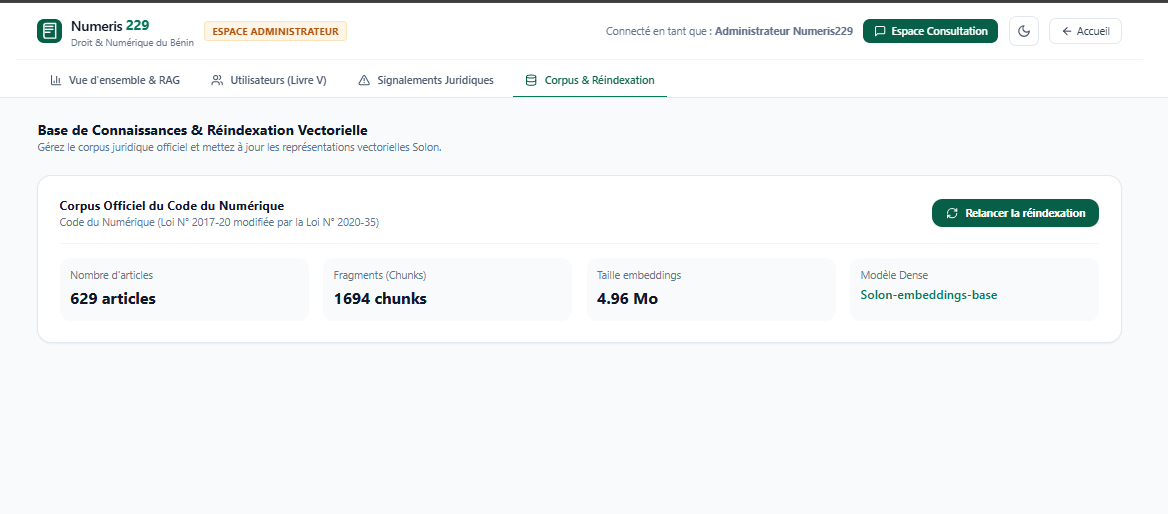 Numeris 229
Droit & Numérique du Bénin
ESPACE ADMINISTRATEUR
Connecté en tant que : Administrateur Numeris229
Espace Consultation
Accueil
Vue d'ensemble & RAG
Utilisateurs (Livre V)
Signalements Juridiques
Corpus & Réindexation
Base de Connaissances & Réindexation Vectorielle
Gérez le corpus juridique officiel et mettez à jour les représentations vectorielles Solon.
Corpus Officiel du Code du Numérique
Code du Numérique (Loi N° 2017-20 modifiée par la Loi N° 2020-35)
Relancer la réindexation
Nombre d'articles
629 articles
Fragments (Chunks)
1694 chunks
Taille embeddings
4.96 Mo
Modèle Dense
Solon-embeddings-base